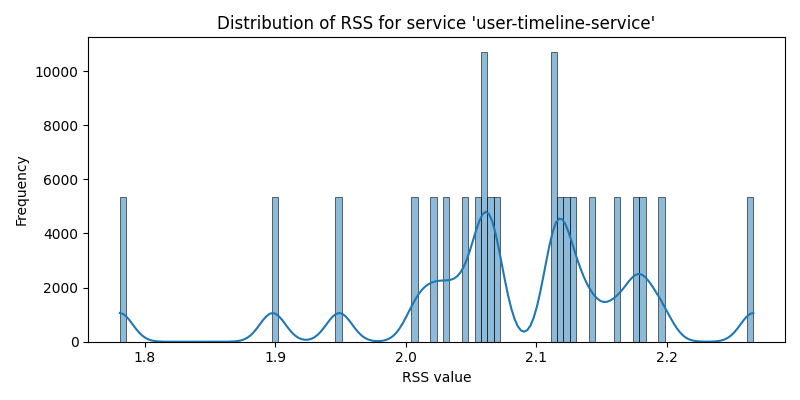 Distribution of RSS for service 'user-timeline-service'
Frequency
10000
8000
6000
4000
2000
0
1.8 1.9 2.0 2.1 2.2
RSS value